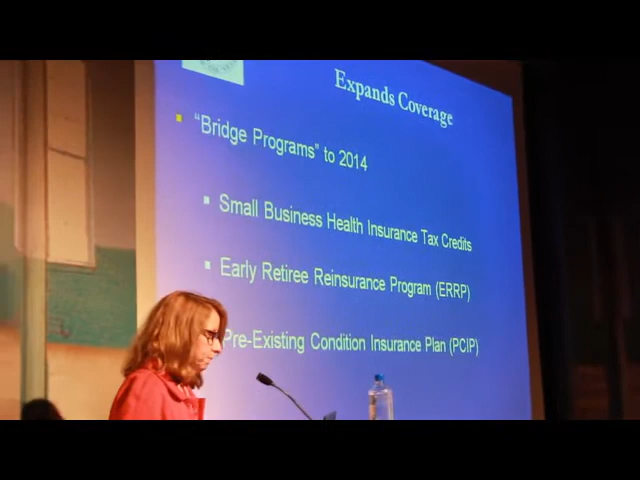 Expands Coverage
"Bridge Programs" to 2014
Small Business Health Insurance Tax Credits
Early Retiree Reinsurance Program (ERRP)
Pre-Existing Condition Insurance Plan (PCIP)